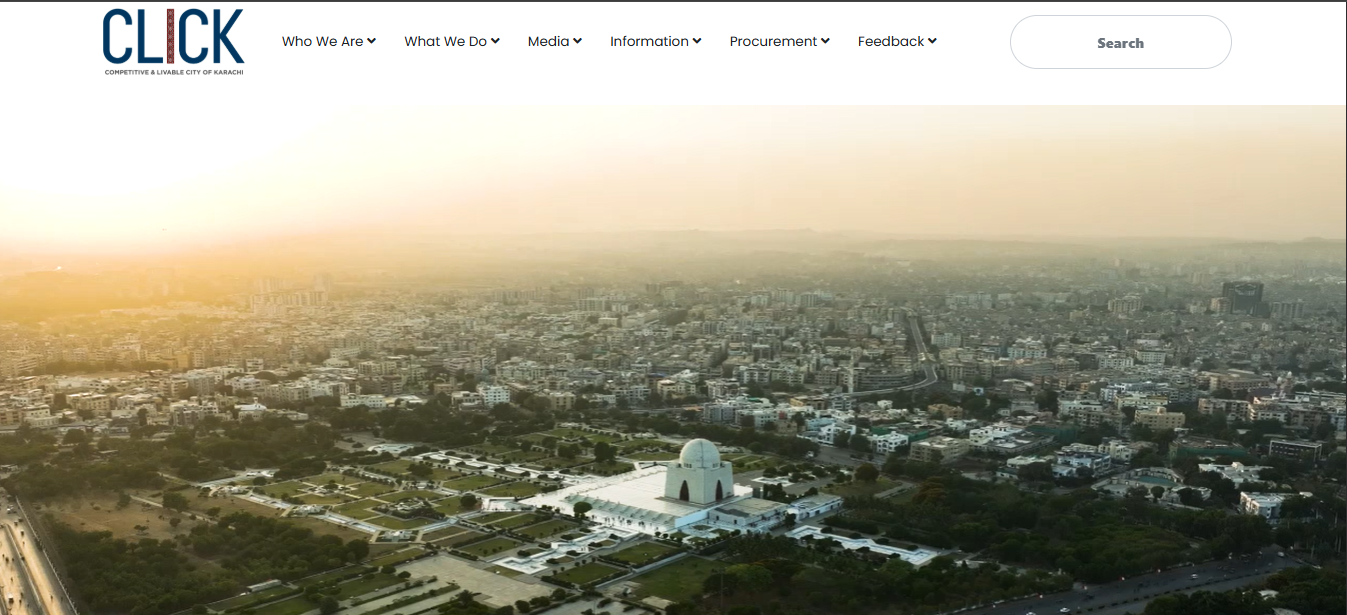 CLICK
COMPETITIVE & LIVABLE CITY OF KARACHI
Who We Are
What We Do
Media
Information
Procurement
Feedback
Search